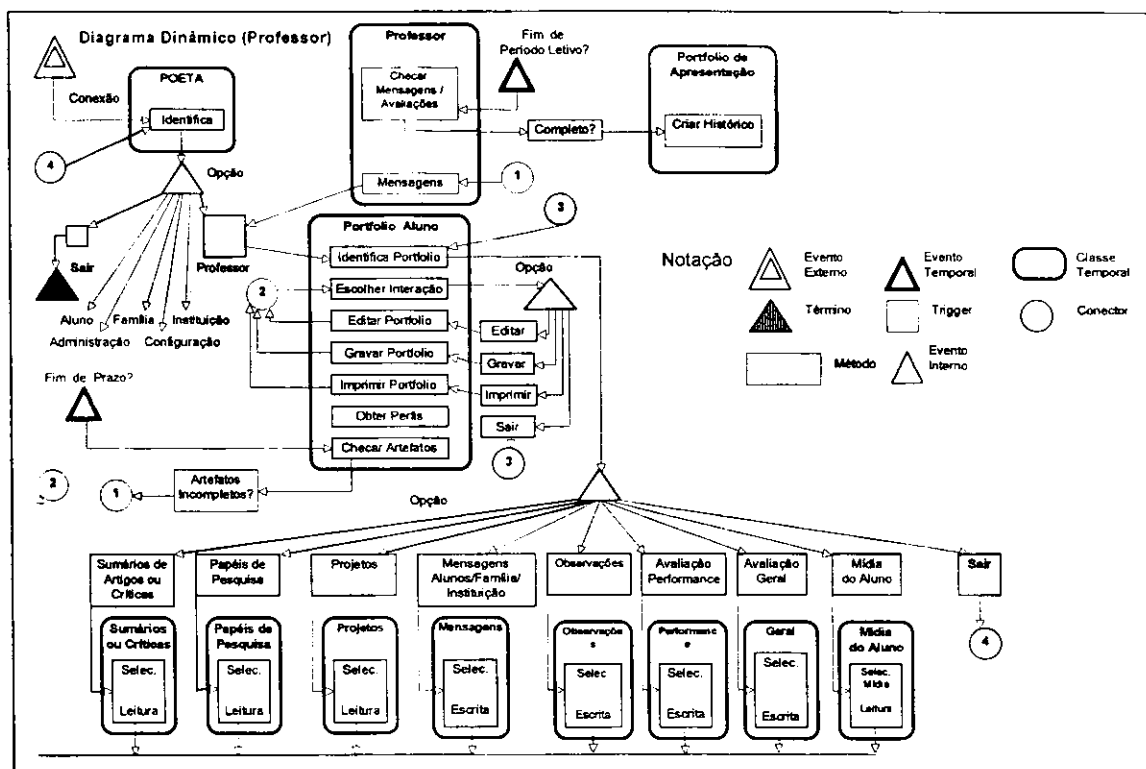 Diagrama Dinâmico (Professor)
Conexão
POETA
Identifica
4
Opção
Sair
Professor
Aluno
Família
Instituição
Administração
Configuração
Professor
Checar
Mensagens /
Avaliações
Mensagens
Fim de
Período Letivo?
Completo?
1
Portfolio de
Apresentação
Criar Histórico
3
Portfolio Aluno
Identifica Portfolio
Escolher Interação
Editar Portfolio
Gravar Portfolio
Imprimir Portfolio
Obter Perfis
Checar Artefatos
2
Opção
Editar
Gravar
Imprimir
Sair
3
Fim de Prazo?
2
1
Artefatos
Incompletos?
Notação
Evento
Externo
Evento
Temporal
Classe
Temporal
Término
Trigger
Conector
Método
Evento
Interno
Opção
Sumários de
Artigos ou
Críticas
Papéis de
Pesquisa
Projetos
Mensagens
Alunos/Família/
Instituição
Observações
Avaliação
Performance
Avaliação
Geral
Mídia
do Aluno
Sair
4
Sumários
ou Críticas
Selec.
Leitura
Papéis de
Pesquisa
Selec.
Leitura
Projetos
Selec.
Leitura
Mensagens
Selec.
Escrita
Observaçõe
s
Selec
Escrita
Performanc
e
Selec.
Escrita
Geral
Selec.
Escrita
Mídia
do Aluno
Selec.
Mídia
Leitura